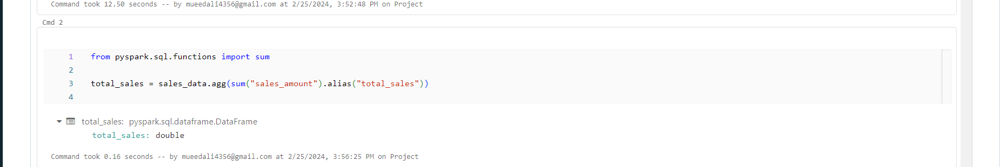 Command took 12.50 seconds -- by mueedali4356@gmail.com at 2/25/2024, 3:52:48 PM on Project
Cmd 2
1 from pyspark.sql.functions import sum
2
3 total_sales = sales_data.agg(sum("sales_amount").alias("total_sales"))
4
total_sales: pyspark.sql.dataframe.DataFrame
total_sales: double
Command took 0.16 seconds -- by mueedali4356@gmail.com at 2/25/2024, 3:56:25 PM on Project